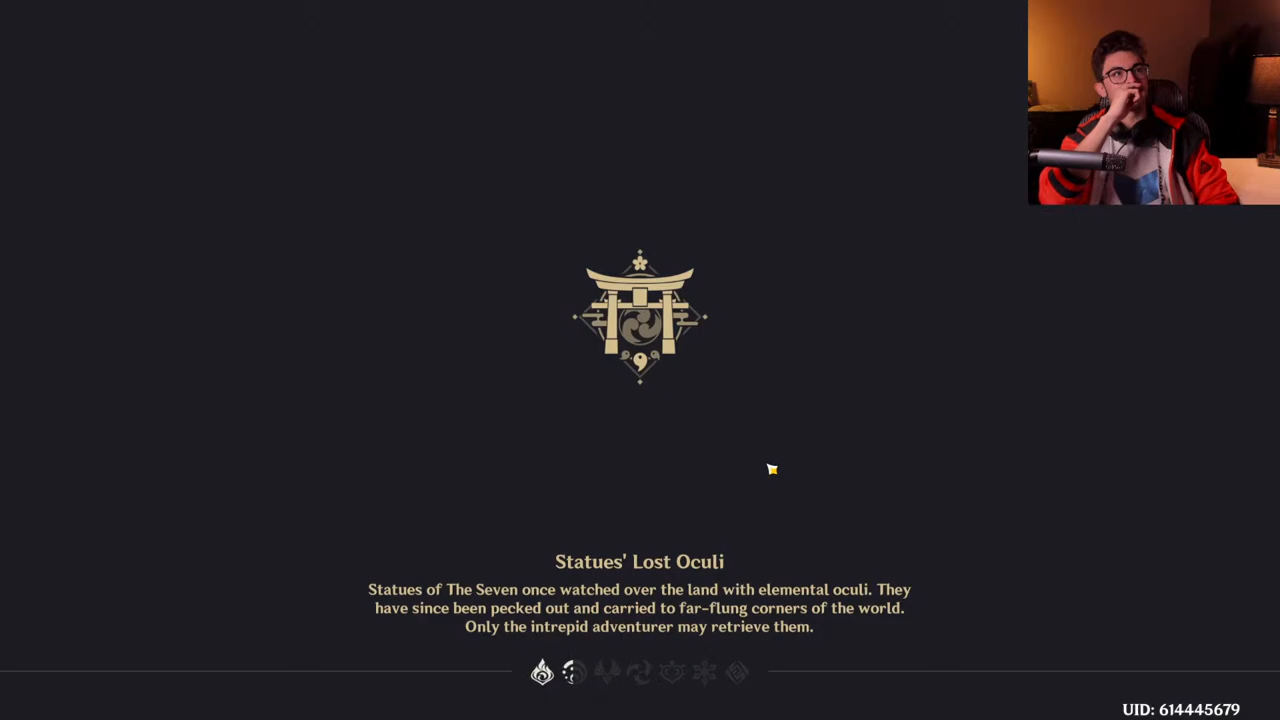 Statues' Lost Oculi
Statues of The Seven once watched over the land with elemental oculi. They
have since been pecked out and carried to far-flung corners of the world.
Only the intrepid adventurer may retrieve them.
UID: 614445679